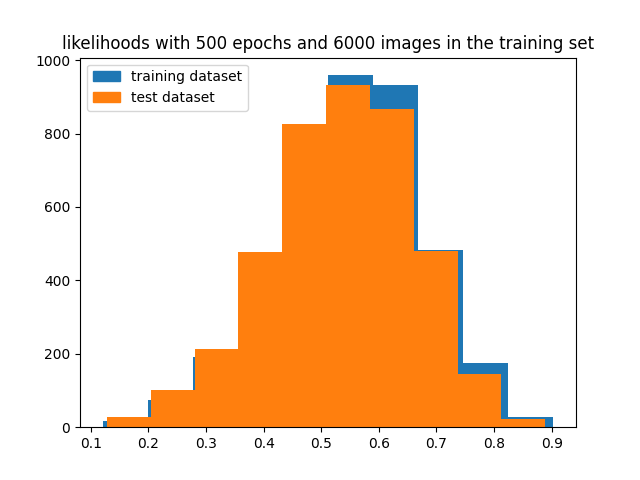 likelihoods with 500 epochs and 6000 images in the training set
1000
training dataset
test dataset
800
600
400
200
0
0.1 0.2 0.3 0.4 0.5 0.6 0.7 0.8 0.9